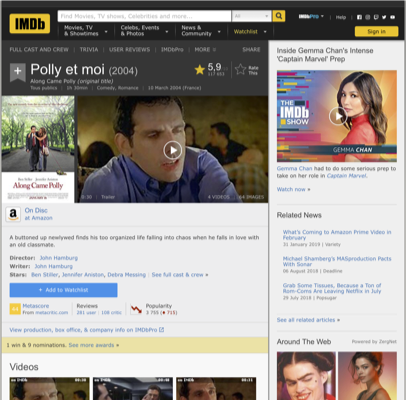 IMDb
Find Movies, TV shows, Celebrities and more...
All
IMDbPro
Help
Movies, TV & Showtimes
Celebs, Events & Photos
News & Community
Watchlist
Sign in
FULL CAST AND CREW | TRIVIA | USER REVIEWS | IMDbPro | MORE
SHARE
Polly et moi (2004)
Along Came Polly (original title)
Tous publics | 1h 30min | Comedy, Romance | 10 March 2004 (France)
5,9
Rate This
Along Came Polly
Trailer
4 VIDEOS
IMAGES
On Disc
at Amazon
A buttoned up newlywed finds his too organized life falling into chaos when he falls in love with
an old classmate.
Director: John Hamburg
Writer: John Hamburg
Stars: Ben Stiller, Jennifer Aniston, Debra Messing | See full cast & crew »
+ Add to Watchlist
Metascore
From metacritic.com
Reviews
281 user | 198 critic
Popularity
3 755
View production, box office, & company info on IMDbPro
1 win & 9 nominations. See more awards »
Videos
Inside Gemma Chan's Intense
'Captain Marvel' Prep
THE
IMDb
SHOW
GEMMA CHAN
Gemma Chan had to do some serious prep to
take on her role in Captain Marvel.
Watch now »
Related News
What's Coming to Amazon Prime Video in
February
31 January 2019 | Variety
Michael Shamberg's MASproduction Pacts
With Sonar
06 August 2018 | Deadline
Grab Some Tissues, Because a Ton of
Rom-Coms Are Leaving Netflix in July
29 July 2018 | Popsugar
See all related articles »
Around The Web
Powered by ZergNet